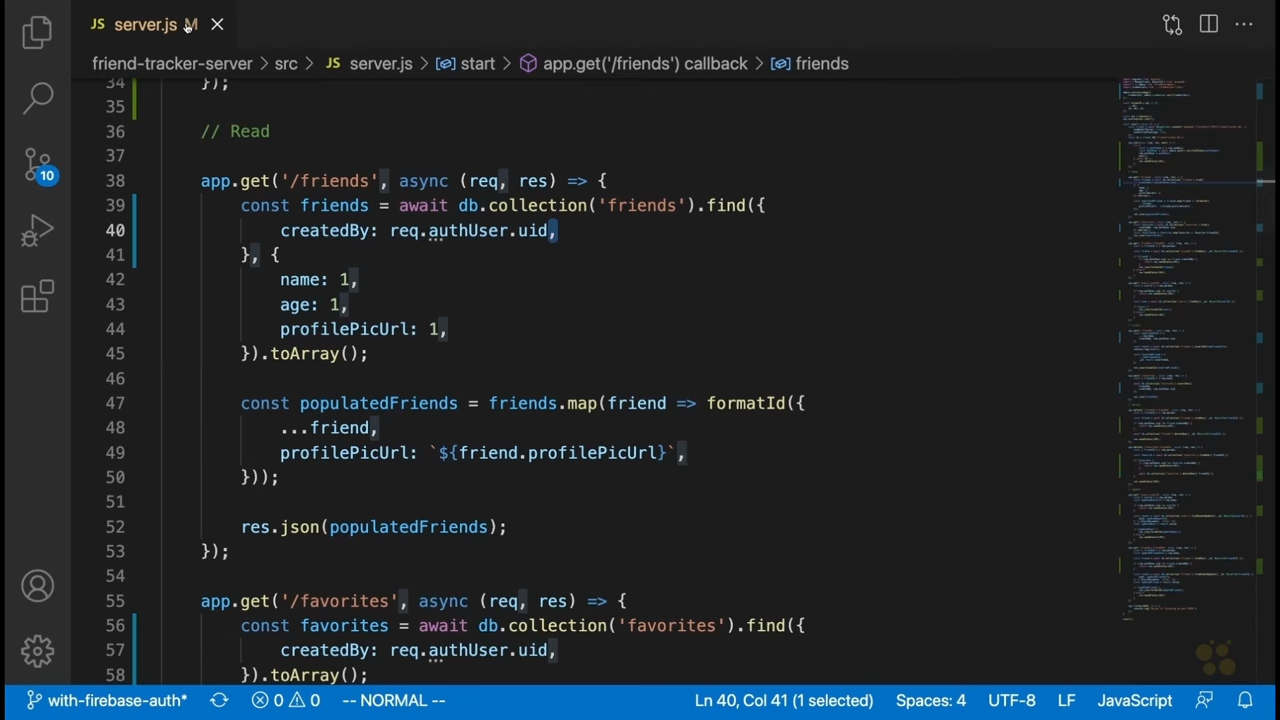 JS server.js M
friend-tracker-server > src > JS server.js > start > app.get('/friends') callback > friends
34 });
35
36 // Read
37
38 app.get('/friends', async (req, res) => {
39 const friends = await db.collection('friends').find({
40 createdBy: req.authUser.uid,
41 }, {
42 name: 1,
43 age: 1,
44 profilePicUrl: 1,
45 }).toArray();
46
47 const populatedFriends = friends.map(friend => formatId({
48 ...friend,
49 profilePicUrl: `${friend.profilePicUrl}`,
50 }));
51
52 res.json(populatedFriends);
53 });
54
55 app.get('/favorites', async (req, res) => {
56 const favorites = await db.collection('favorites').find({
57 createdBy: req.authUser.uid,
58 }).toArray();
10
with-firebase-auth* 0 0 -- NORMAL -- Ln 40, Col 41 (1 selected) Spaces: 4 UTF-8 LF JavaScript